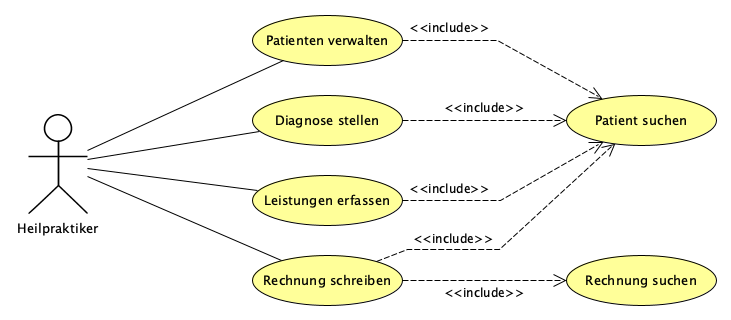 <<include>>
Patienten verwalten
<<include>>
Diagnose stellen
Patient suchen
<<include>>
Leistungen erfassen
Heilpraktiker
<<include>>
Rechnung schreiben
Rechnung suchen
<<include>>